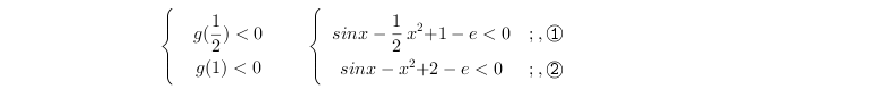 { g(1/2) < 0 { sinx − 1/2 x²+1 − e < 0 ; , ①
g(1) < 0 sinx − x²+2 − e < 0 ; , ②